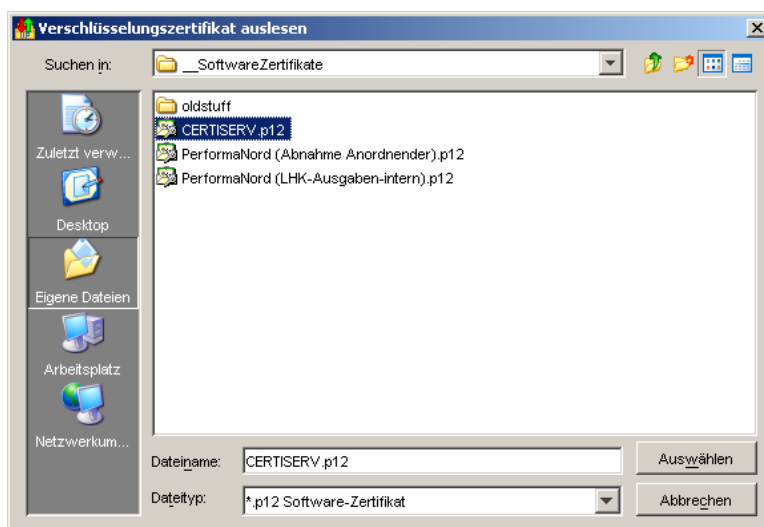 Verschlüsselungszertifikat auslesen
Suchen in:
__SoftwareZertifikate
Zuletzt verw...
Desktop
Eigene Dateien
Arbeitsplatz
Netzwerkum...
oldstuff
CERTISERV.p12
PerformaNord (Abnahme Anordnender).p12
PerformaNord (LHK-Ausgaben-intern).p12
Dateiname:
CERTISERV.p12
Auswählen
Dateityp:
*.p12 Software-Zertifikat
Abbrechen